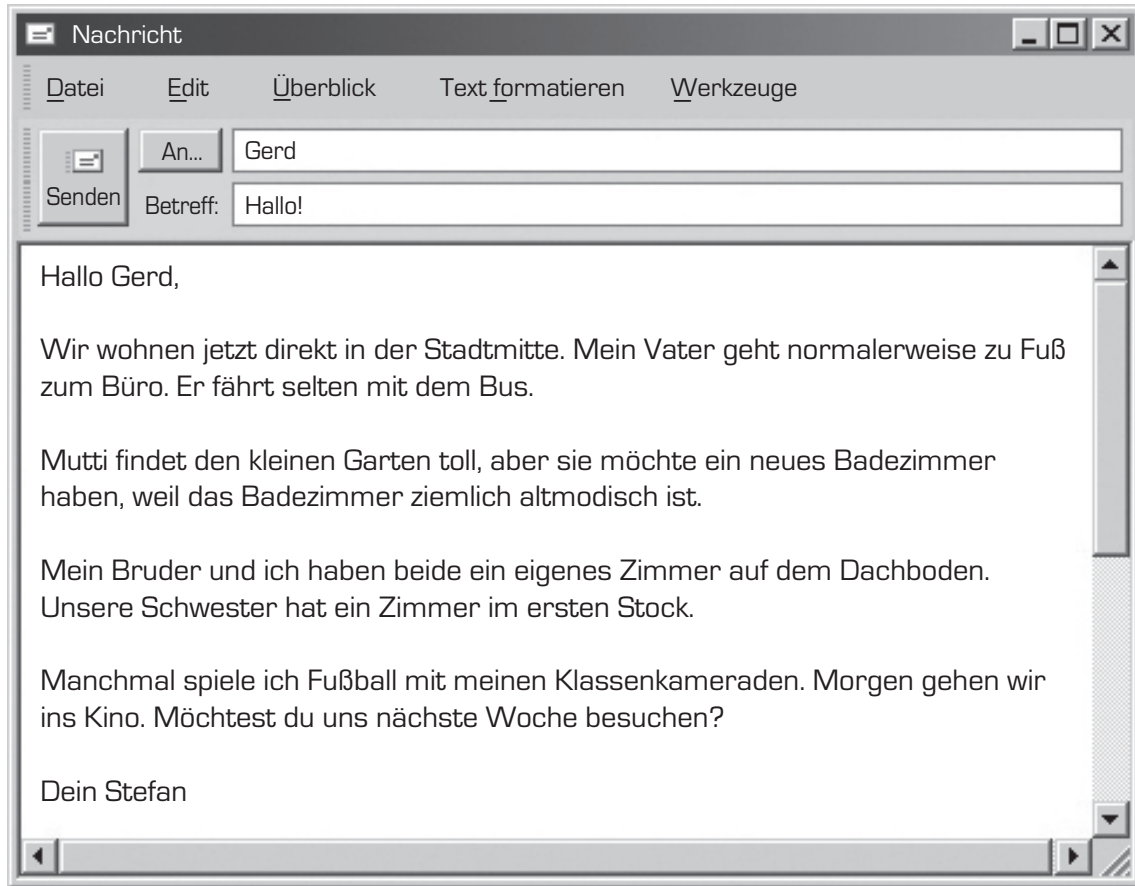 Nachricht
Datei Edit Überblick Text formatieren Werkzeuge
An... Gerd
Senden
Betreff: Hallo!
Hallo Gerd,
Wir wohnen jetzt direkt in der Stadtmitte. Mein Vater geht normalerweise zu Fuß
zum Büro. Er fährt selten mit dem Bus.
Mutti findet den kleinen Garten toll, aber sie möchte ein neues Badezimmer
haben, weil das Badezimmer ziemlich altmodisch ist.
Mein Bruder und ich haben beide ein eigenes Zimmer auf dem Dachboden.
Unsere Schwester hat ein Zimmer im ersten Stock.
Manchmal spiele ich Fußball mit meinen Klassenkameraden. Morgen gehen wir
ins Kino. Möchtest du uns nächste Woche besuchen?
Dein Stefan